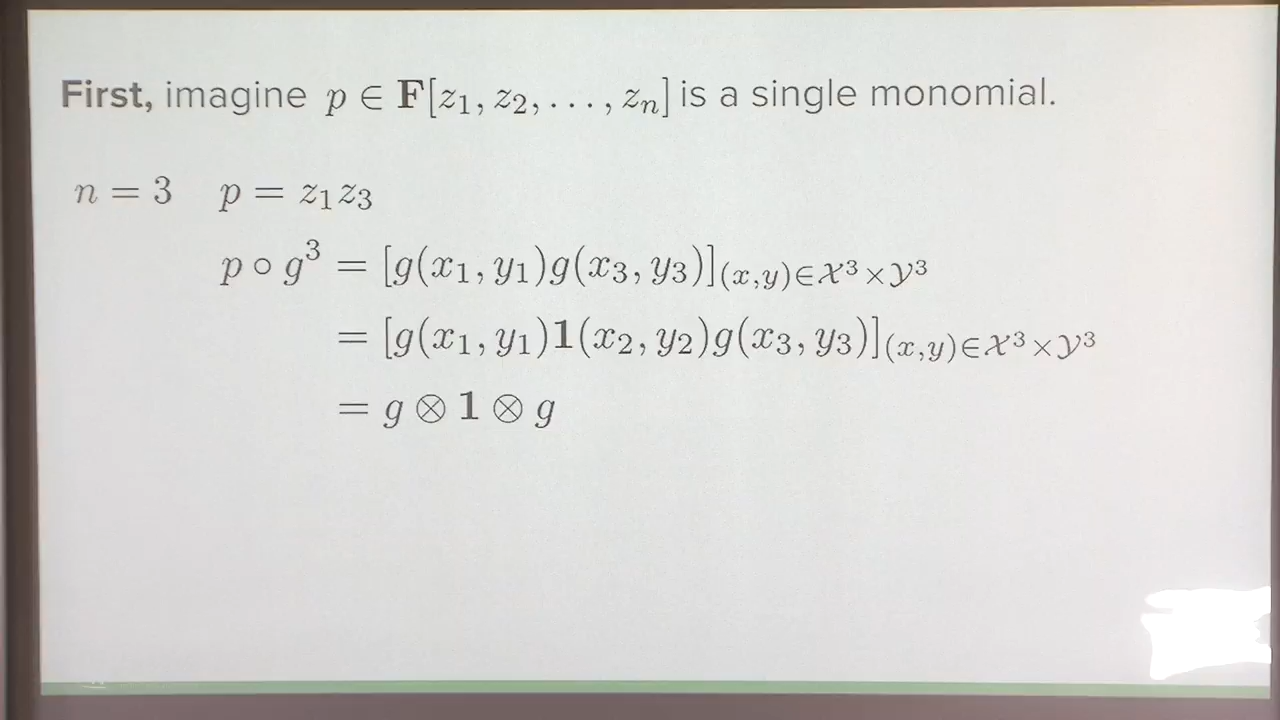 First, imagine p ∈ F[z₁, z₂, . . . , zₙ] is a single monomial.
n = 3 p = z₁z₃
p ∘ g³ = [g(x₁, y₁)g(x₃, y₃)]₍ₓ,y₎∈𝒳³×𝒴³
= [g(x₁, y₁)𝟏(x₂, y₂)g(x₃, y₃)]₍ₓ,y₎∈𝒳³×𝒴³
= g ⊗ 𝟏 ⊗ g